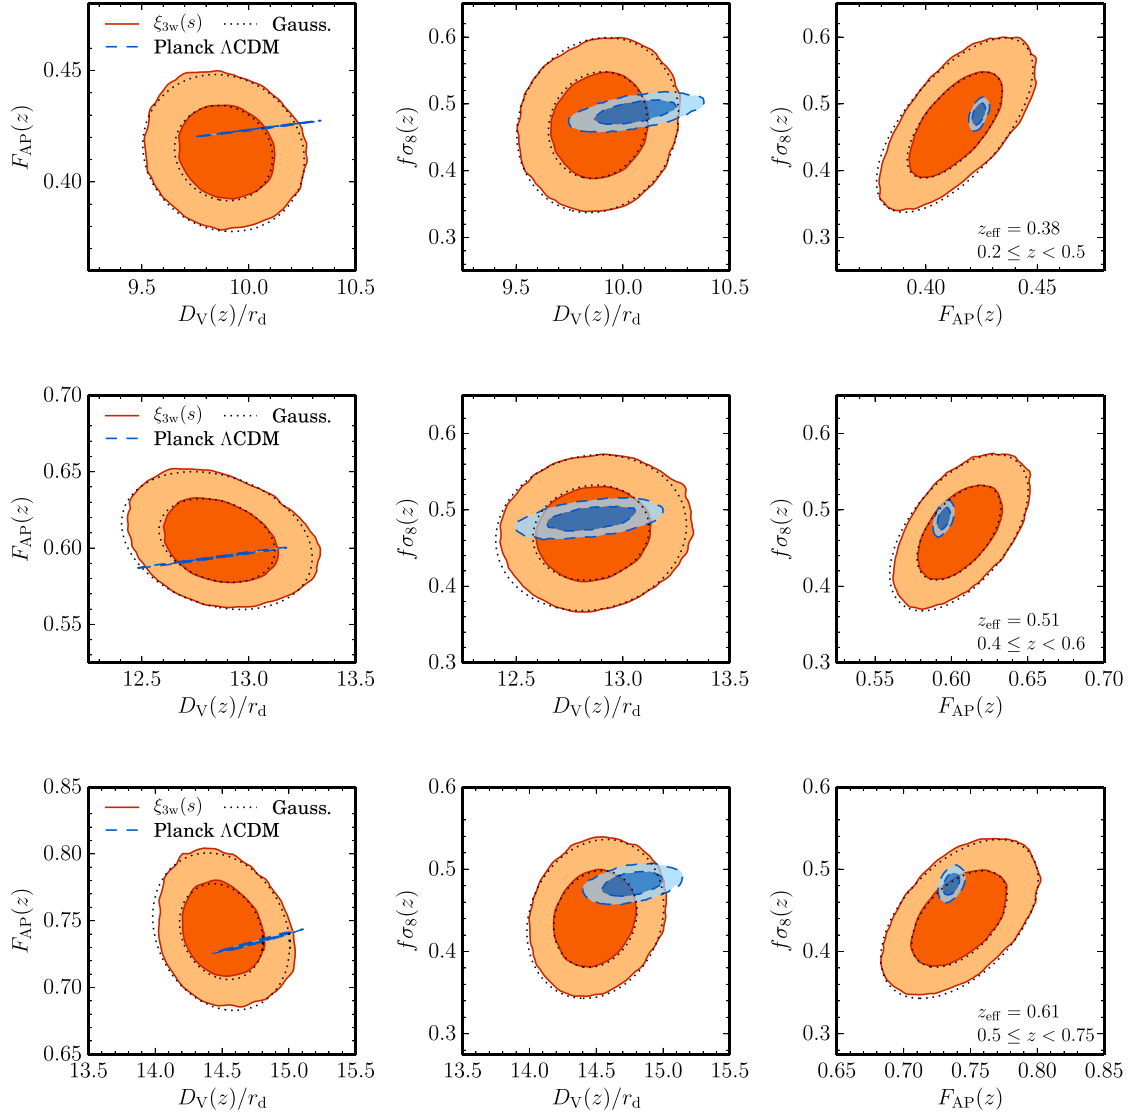 ξ3w(s) Gauss.
Planck ΛCDM
0.45
0.40
FAP(z)
9.5 10.0 10.5
DV(z)/rd
0.6
0.5
0.4
0.3
fσ8(z)
9.5 10.0 10.5
DV(z)/rd
0.6
0.5
0.4
0.3
fσ8(z)
zeff = 0.38
0.2 ≤ z < 0.5
0.40 0.45
FAP(z)
ξ3w(s) Gauss.
Planck ΛCDM
0.70
0.65
0.60
0.55
FAP(z)
12.5 13.0 13.5
DV(z)/rd
0.6
0.5
0.4
0.3
fσ8(z)
12.5 13.0 13.5
DV(z)/rd
0.6
0.5
0.4
0.3
fσ8(z)
zeff = 0.51
0.4 ≤ z < 0.6
0.55 0.60 0.65 0.70
FAP(z)
ξ3w(s) Gauss.
Planck ΛCDM
0.85
0.80
0.75
0.70
0.65
FAP(z)
13.5 14.0 14.5 15.0 15.5
DV(z)/rd
0.6
0.5
0.4
0.3
fσ8(z)
13.5 14.0 14.5 15.0 15.5
DV(z)/rd
0.6
0.5
0.4
0.3
fσ8(z)
zeff = 0.61
0.5 ≤ z < 0.75
0.65 0.70 0.75 0.80 0.85
FAP(z)